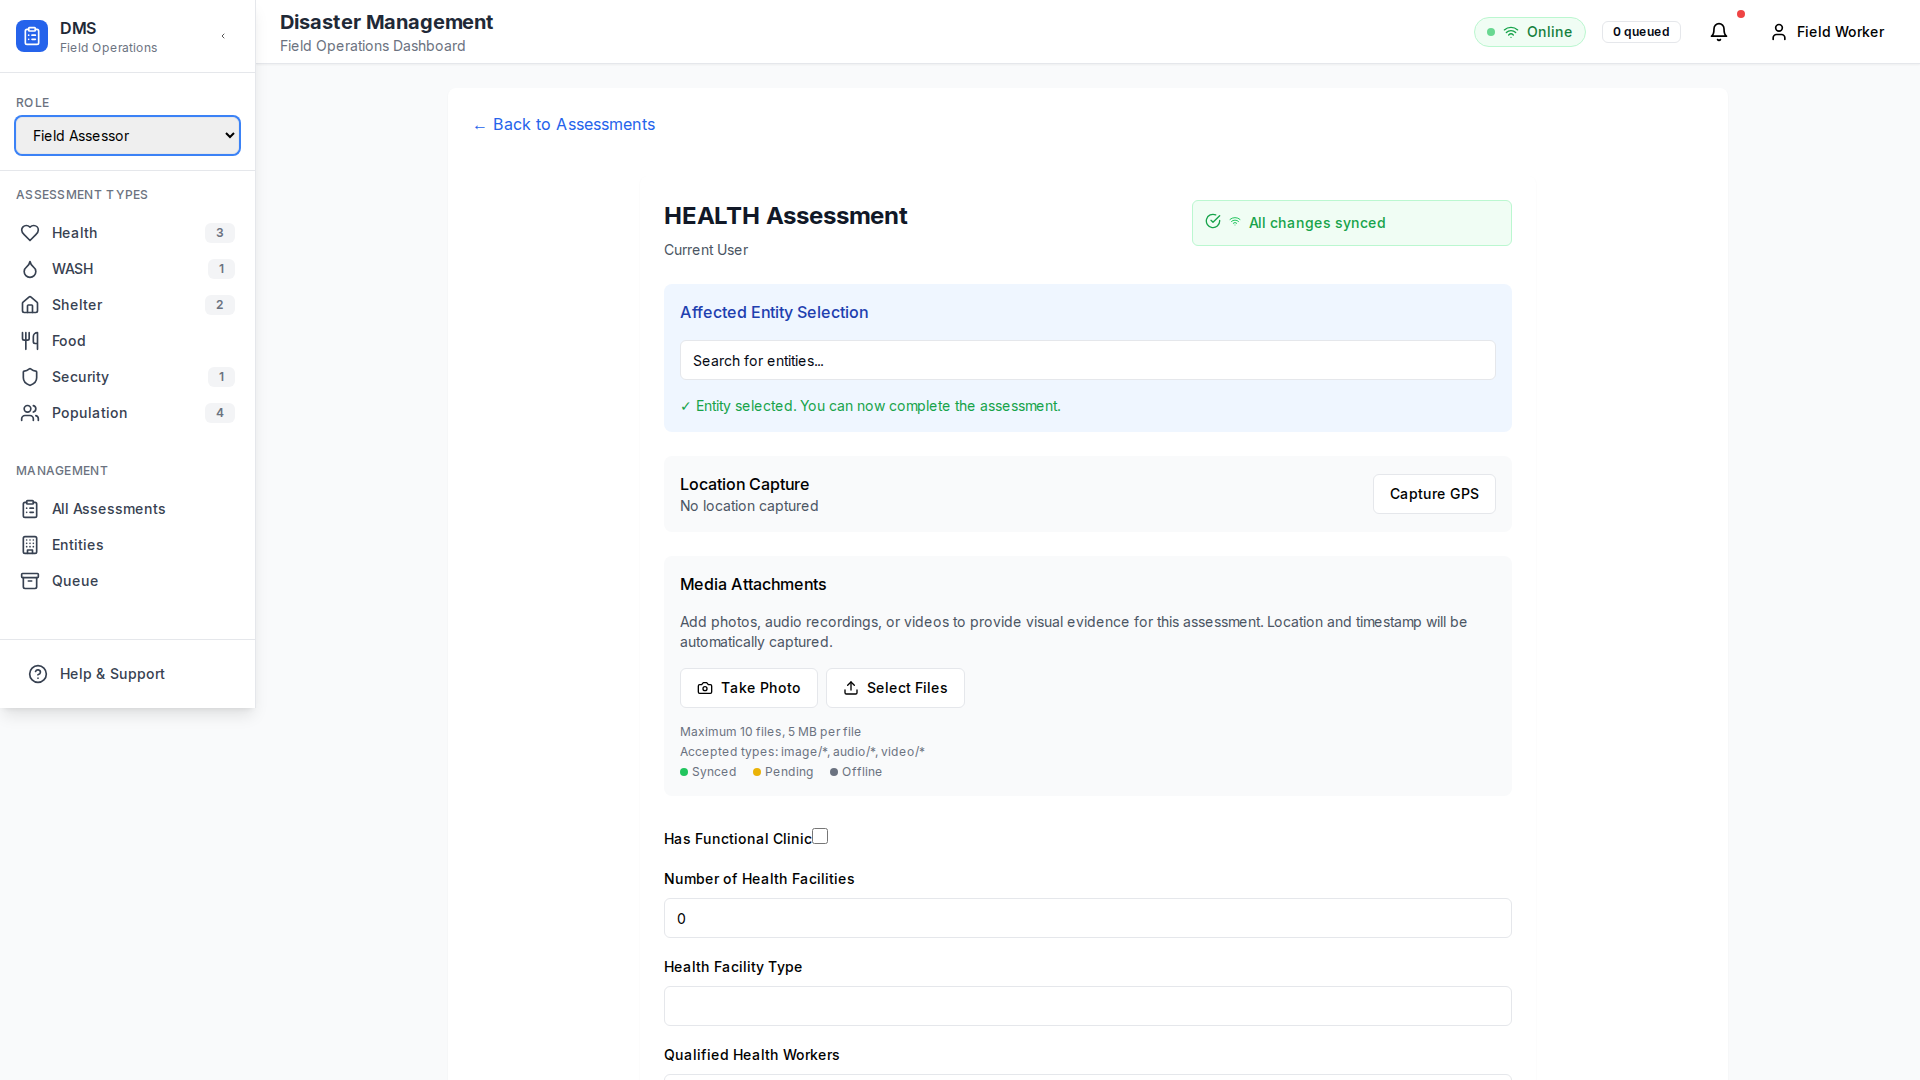 DMS
Field Operations
‹
ROLE
Field Assessor
ASSESSMENT TYPES
Health 3
WASH 1
Shelter 2
Food
Security 1
Population 4
MANAGEMENT
All Assessments
Entities
Queue
Help & Support
Disaster Management
Field Operations Dashboard
Online
0 queued
Field Worker
← Back to Assessments
HEALTH Assessment
Current User
All changes synced
Affected Entity Selection
Search for entities...
✓ Entity selected. You can now complete the assessment.
Location Capture
No location captured
Capture GPS
Media Attachments
Add photos, audio recordings, or videos to provide visual evidence for this assessment. Location and timestamp will be
automatically captured.
Take Photo
Select Files
Maximum 10 files, 5 MB per file
Accepted types: image/*, audio/*, video/*
Synced Pending Offline
Has Functional Clinic
Number of Health Facilities
0
Health Facility Type
Qualified Health Workers